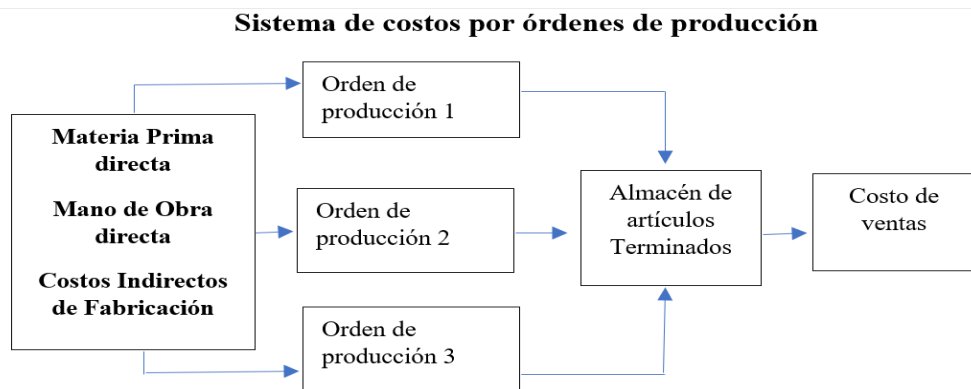 Sistema de costos por órdenes de producción
Materia Prima
directa
Mano de Obra
directa
Costos Indirectos
de Fabricación
Orden de
producción 1
Orden de
producción 2
Orden de
producción 3
Almacén de
artículos
Terminados
Costo de
ventas